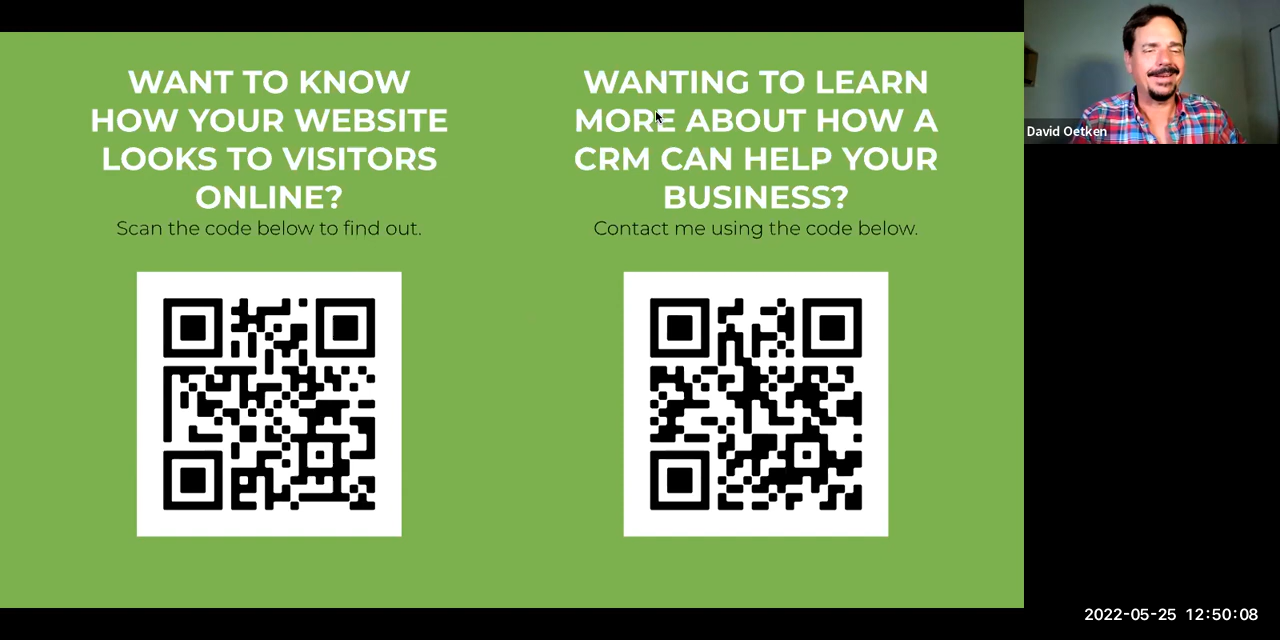 WANT TO KNOW
HOW YOUR WEBSITE
LOOKS TO VISITORS
ONLINE?
Scan the code below to find out.
WANTING TO LEARN
MORE ABOUT HOW A
CRM CAN HELP YOUR
BUSINESS?
Contact me using the code below.
David Oetken
2022-05-25 12:50:08